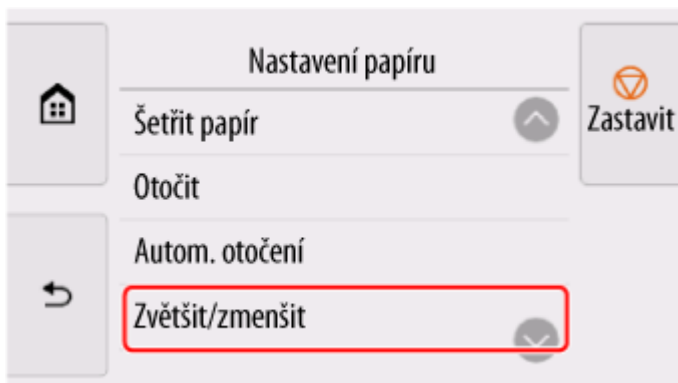 Nastavení papíru
Šetřit papír
Zastavit
Otočit
Autom. otočení
Zvětšit/zmenšit